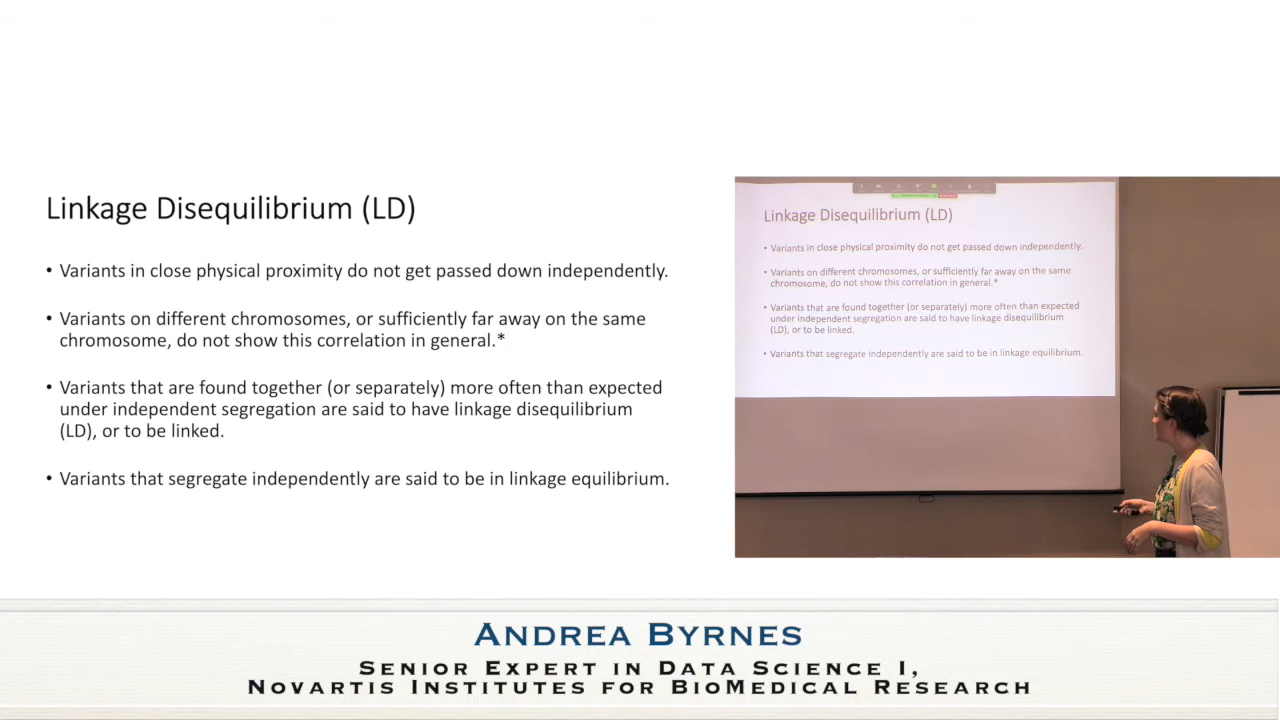 Linkage Disequilibrium (LD)
• Variants in close physical proximity do not get passed down independently.
• Variants on different chromosomes, or sufficiently far away on the same
chromosome, do not show this correlation in general.*
• Variants that are found together (or separately) more often than expected
under independent segregation are said to have linkage disequilibrium
(LD), or to be linked.
• Variants that segregate independently are said to be in linkage equilibrium.
Linkage Disequilibrium (LD)
• Variants in close physical proximity do not get passed down independently.
• Variants on different chromosomes, or sufficiently far away on the same
chromosome, do not show this correlation in general.*
• Variants that are found together (or separately) more often than expected
under independent segregation are said to have linkage disequilibrium
(LD), or to be linked.
• Variants that segregate independently are said to be in linkage equilibrium.
Andrea Byrnes
Senior Expert in Data Science I,
Novartis Institutes for BioMedical Research